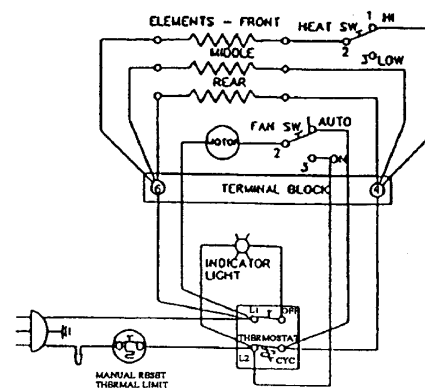 ELEMENTS - FRONT
HEAT SW.
1
HI
2
3
LOW
MIDDLE
REAR
FAN SW.
1
AUTO
MOTOR
2
3
ON
6
TERMINAL BLOCK
4
INDICATOR
LIGHT
L1
OFF
THERMOSTAT
L2
CYC
MANUAL RESET
THERMAL LIMIT